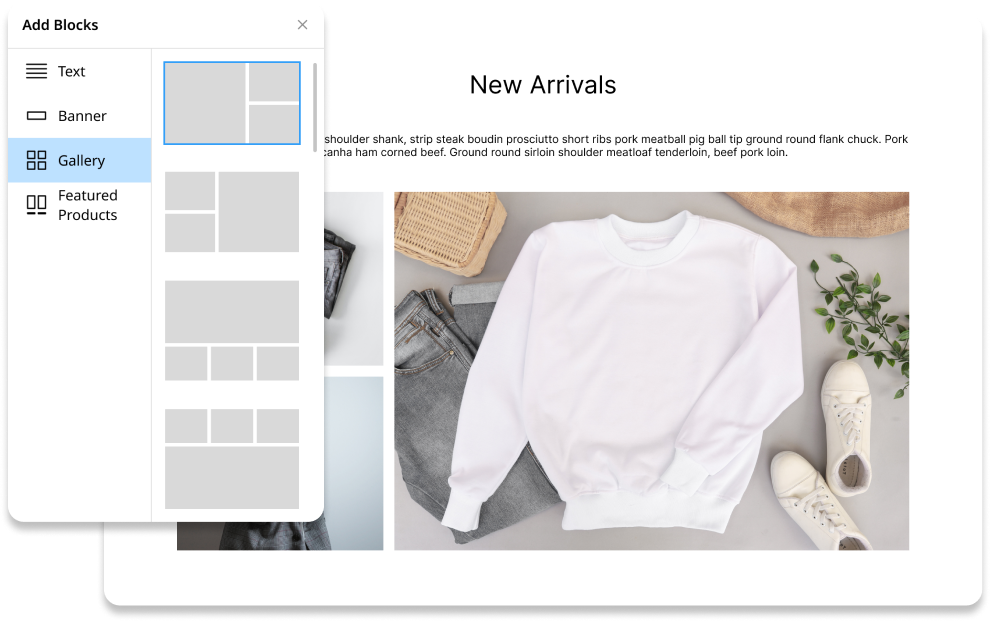 Add Blocks
Text
Banner
Gallery
Featured
Products
New Arrivals
shoulder shank, strip steak boudin prosciutto short ribs pork meatball pig ball tip ground round flank chuck. Pork
ham corned beef. Ground round sirloin shoulder meatloaf tenderloin, beef pork loin.